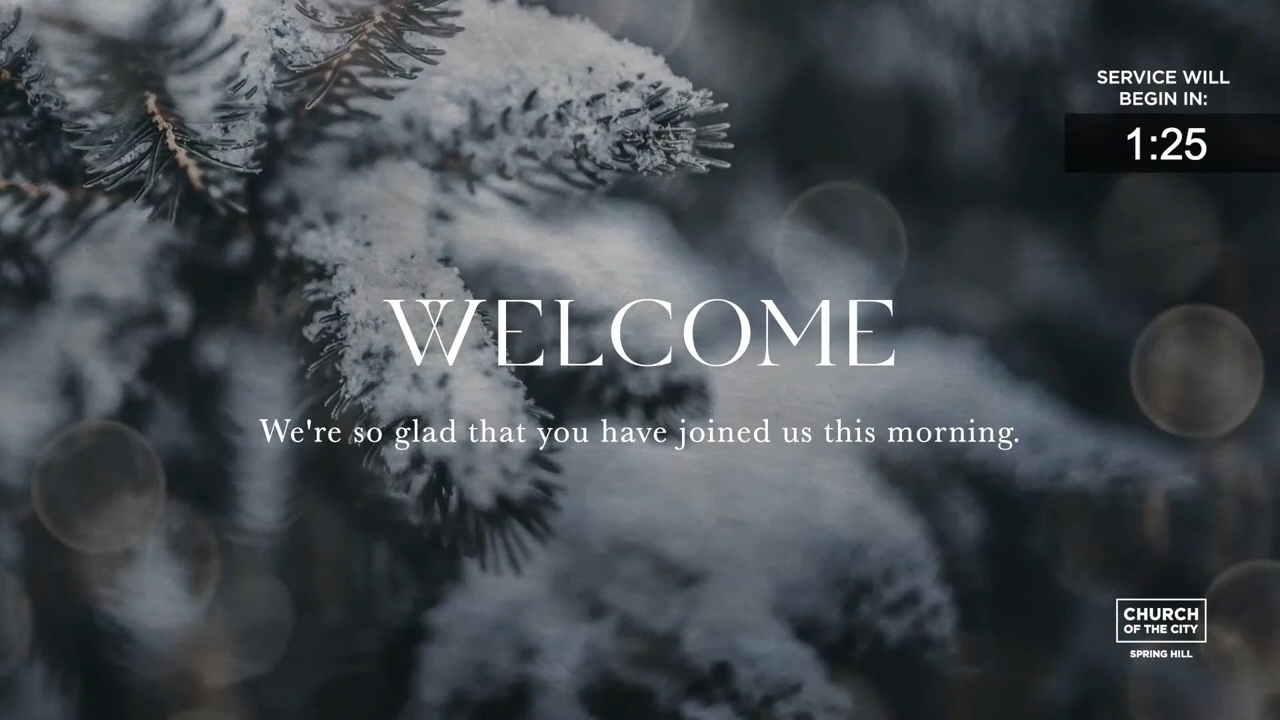 SERVICE WILL
BEGIN IN:
1:25
WELCOME
We're so glad that you have joined us this morning.
CHURCH
OF THE CITY
SPRING HILL